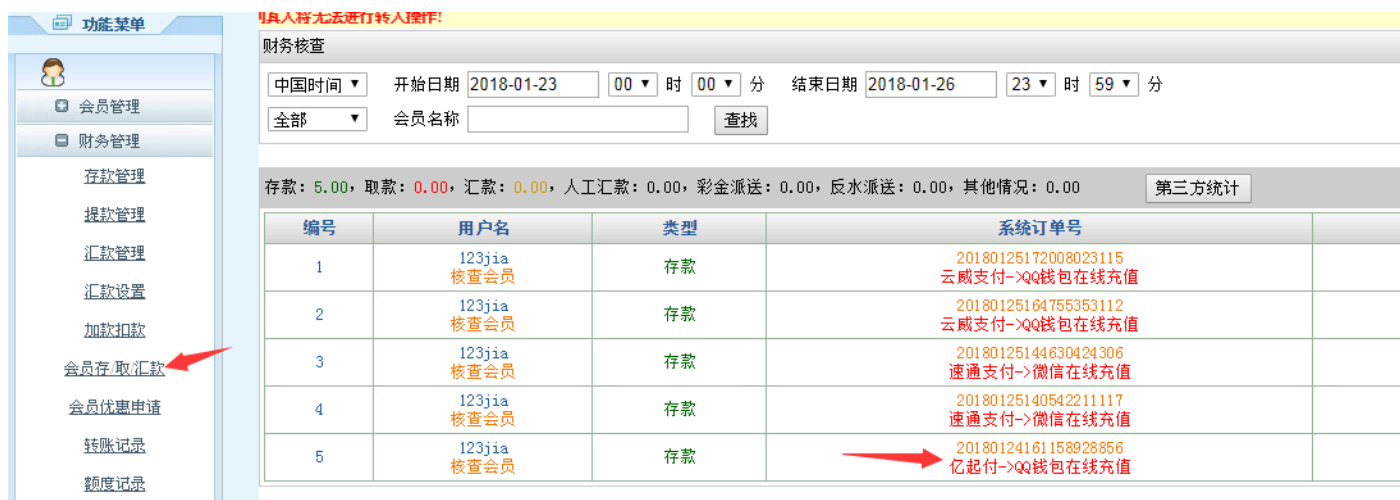 功能菜单
会员管理
财务管理
存款管理
提款管理
汇款管理
汇款设置
加款扣款
会员存/取/汇款
会员优惠申请
转账记录
额度记录
真人将无法进行转入操作!
财务核查
中国时间 开始日期 2018-01-23 00 时 00 分 结束日期 2018-01-26 23 时 59 分
全部 会员名称 查找
存款: 5.00, 取款: 0.00, 汇款: 0.00, 人工汇款: 0.00, 彩金派送: 0.00, 反水派送: 0.00, 其他情况: 0.00 第三方统计
编号 用户名 类型 系统订单号
1 123jia 核查会员 存款 20180125172008023115
云威支付->QQ钱包在线充值
2 123jia 核查会员 存款 20180125164755353112
云威支付->QQ钱包在线充值
3 123jia 核查会员 存款 20180125144630424306
速通支付->微信在线充值
4 123jia 核查会员 存款 20180125140542211117
速通支付->微信在线充值
5 123jia 核查会员 存款 20180124161158928856
亿起付->QQ钱包在线充值